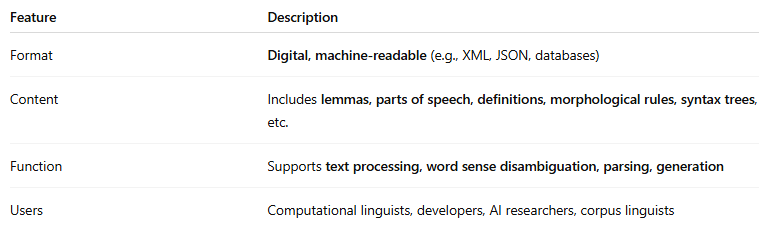 Feature Description
Format Digital, machine-readable (e.g., XML, JSON, databases)
Content Includes lemmas, parts of speech, definitions, morphological rules, syntax trees,
etc.
Function Supports text processing, word sense disambiguation, parsing, generation
Users Computational linguists, developers, AI researchers, corpus linguists